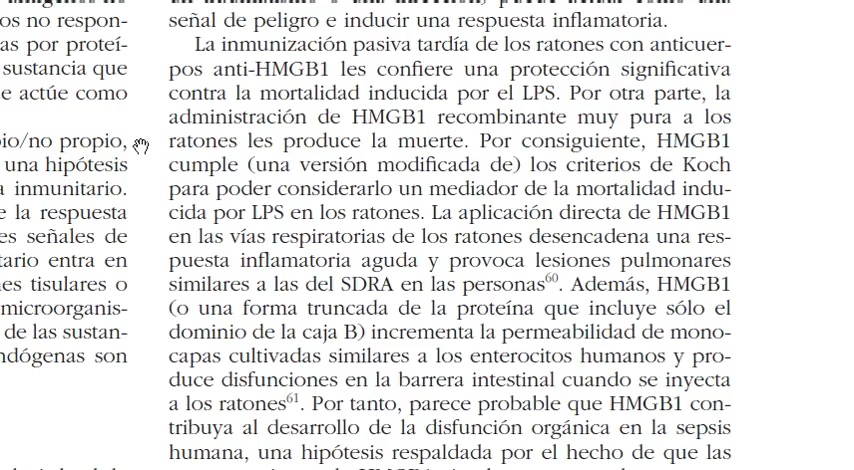 os no respon-
as por proteí-
sustancia que
e actúe como
pio/no propio,
una hipótesis
a inmunitario.
e la respuesta
es señales de
tario entra en
nes tisulares o
microorganis-
de las sustan-
ndógenas son
señal de peligro e inducir una respuesta inflamatoria.
La inmunización pasiva tardía de los ratones con anticuer-
pos anti-HMGB1 les confiere una protección significativa
contra la mortalidad inducida por el LPS. Por otra parte, la
administración de HMGB1 recombinante muy pura a los
ratones les produce la muerte. Por consiguiente, HMGB1
cumple (una versión modificada de) los criterios de Koch
para poder considerarlo un mediador de la mortalidad indu-
cida por LPS en los ratones. La aplicación directa de HMGB1
en las vías respiratorias de los ratones desencadena una res-
puesta inflamatoria aguda y provoca lesiones pulmonares
similares a las del SDRA en las personas60. Además, HMGB1
(o una forma truncada de la proteína que incluye sólo el
dominio de la caja B) incrementa la permeabilidad de mono-
capas cultivadas similares a los enterocitos humanos y pro-
duce disfunciones en la barrera intestinal cuando se inyecta
a los ratones61. Por tanto, parece probable que HMGB1 con-
tribuya al desarrollo de la disfunción orgánica en la sepsis
humana, una hipótesis respaldada por el hecho de que las